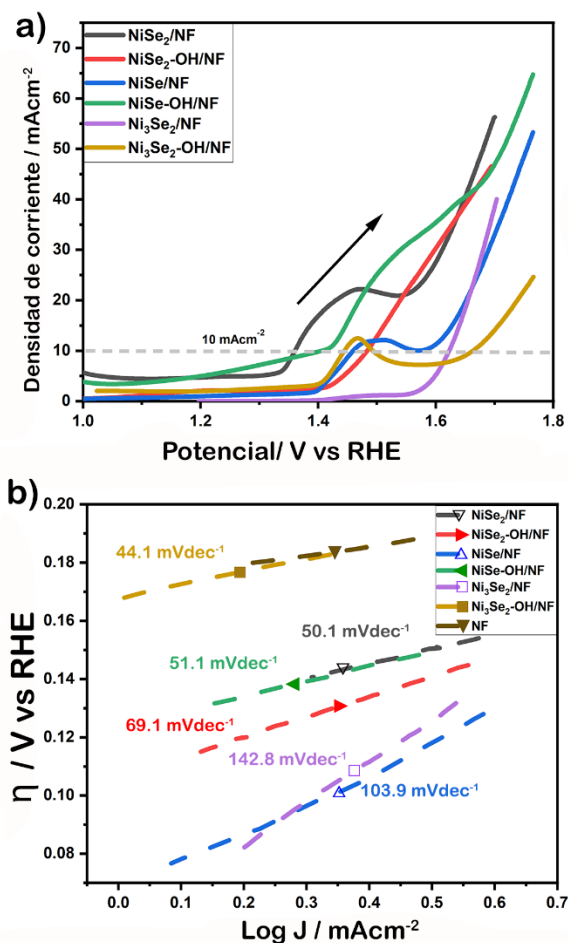 a)
NiSe₂/NF
NiSe₂-OH/NF
NiSe/NF
NiSe-OH/NF
Ni₃Se₂/NF
Ni₃Se₂-OH/NF
70
60
50
40
30
20
10
0
10 mAcm⁻²
Densidad de corriente / mAcm⁻²
1.0 1.2 1.4 1.6 1.8
Potencial/ V vs RHE
b)
0.20
0.18
0.16
0.14
0.12
0.10
0.08
η / V vs RHE
NiSe₂/NF
NiSe₂-OH/NF
NiSe/NF
NiSe-OH/NF
Ni₃Se₂/NF
Ni₃Se₂-OH/NF
NF
44.1 mVdec⁻¹
50.1 mVdec⁻¹
51.1 mVdec⁻¹
69.1 mVdec⁻¹
142.8 mVdec⁻¹
103.9 mVdec⁻¹
0.0 0.1 0.2 0.3 0.4 0.5 0.6 0.7
Log J / mAcm⁻²